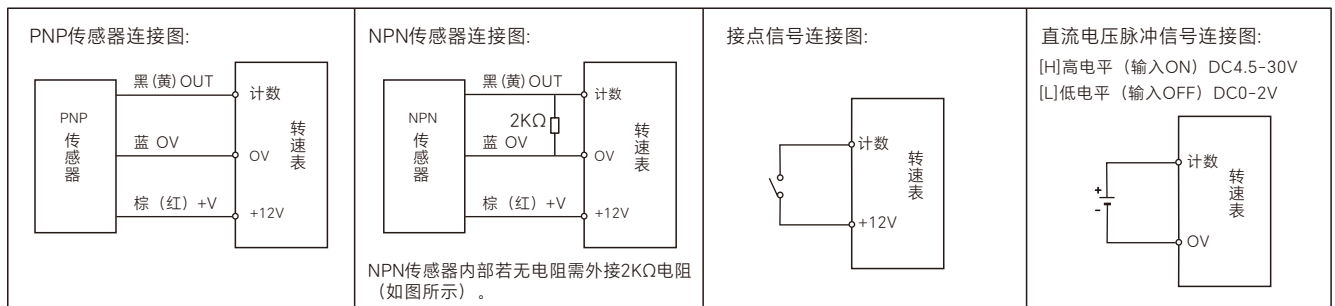 PNP传感器连接图:
黑(黄)OUT
计数
PNP
传感器
蓝 OV
OV
转速表
棕（红）+V
+12V
NPN传感器连接图:
黑(黄)OUT
计数
2KΩ
NPN
传感器
蓝 OV
OV
转速表
棕（红）+V
+12V
NPN传感器内部若无电阻需外接2KΩ电阻
（如图所示）。
接点信号连接图:
计数
转速表
+12V
直流电压脉冲信号连接图:
[H]高电平（输入ON）DC4.5-30V
[L]低电平（输入OFF）DC0-2V
计数
转速表
+
-
OV